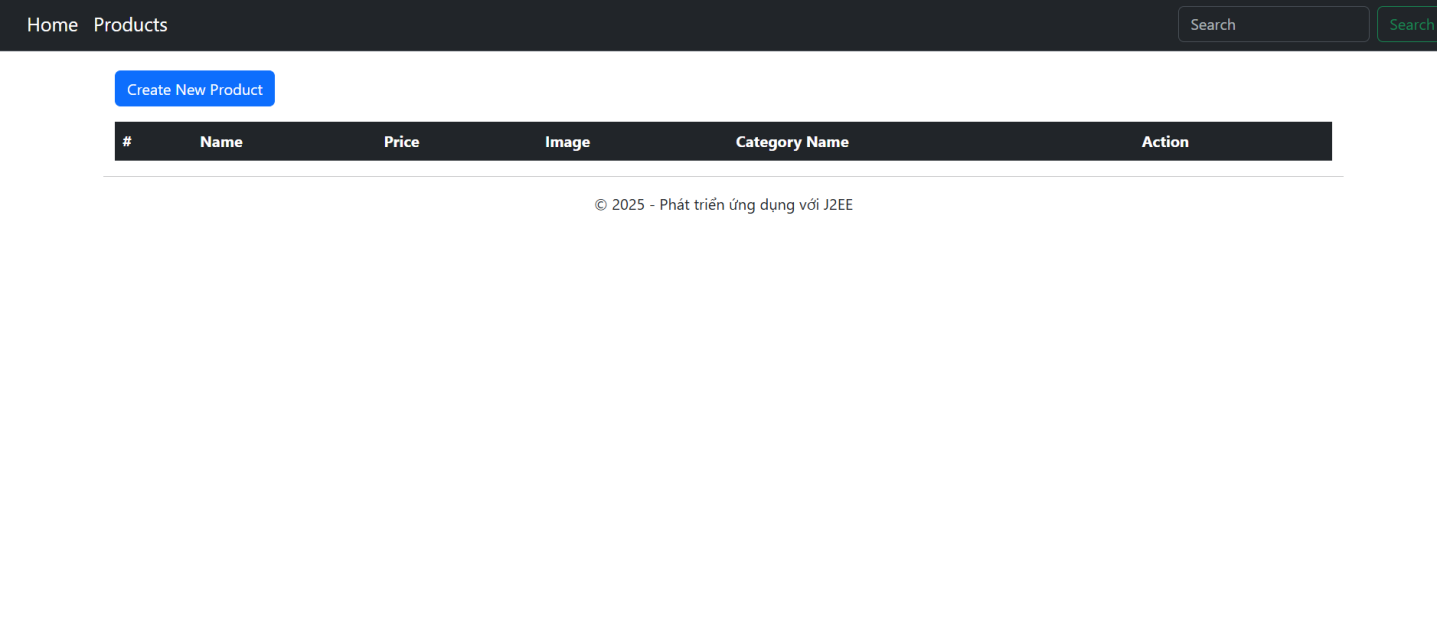 Home Products Search Search
Create New Product
# Name Price Image Category Name Action
© 2025 - Phát triển ứng dụng với J2EE